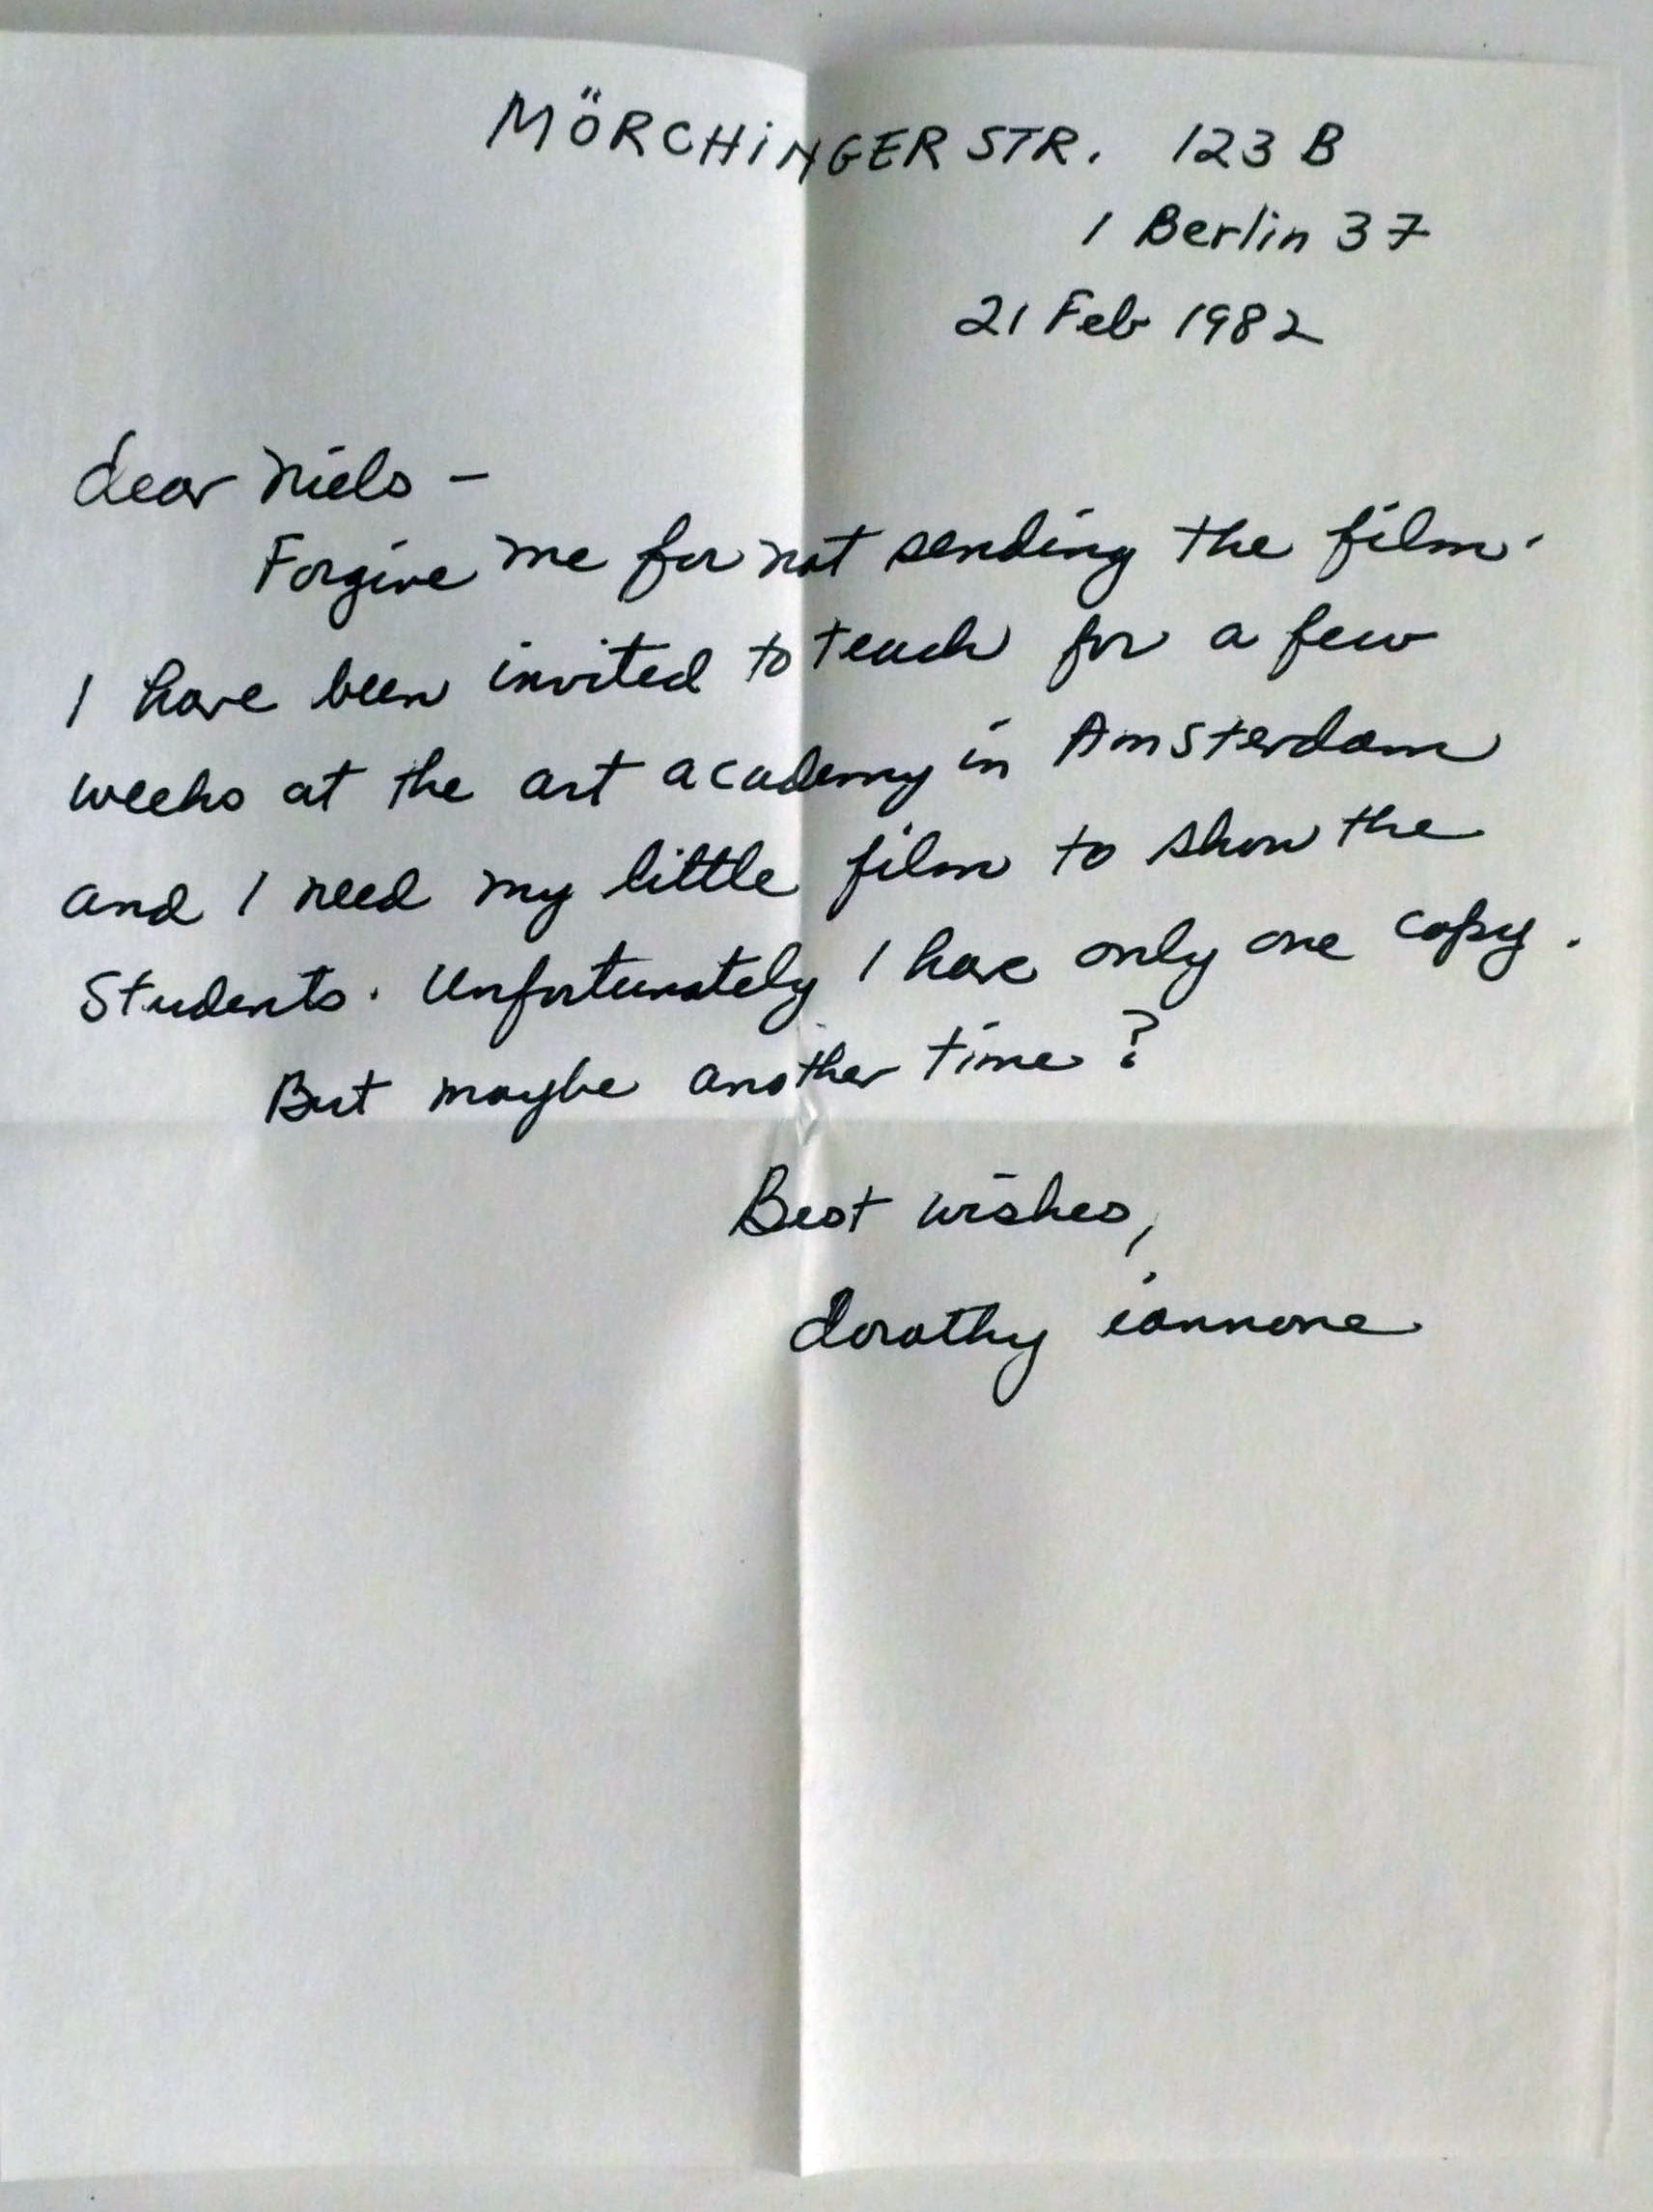 MÖRCHiNGER STR. 123 B
1 Berlin 37
21 Feb 1982
dear Niels -
Forgive me for not sending the film.
I have been invited to teach for a few
weeks at the art academy in Amsterdam
and I need my little film to show the
Students. Unfortunately I have only one copy.
But maybe another time?
Best wishes,
dorothy iannone